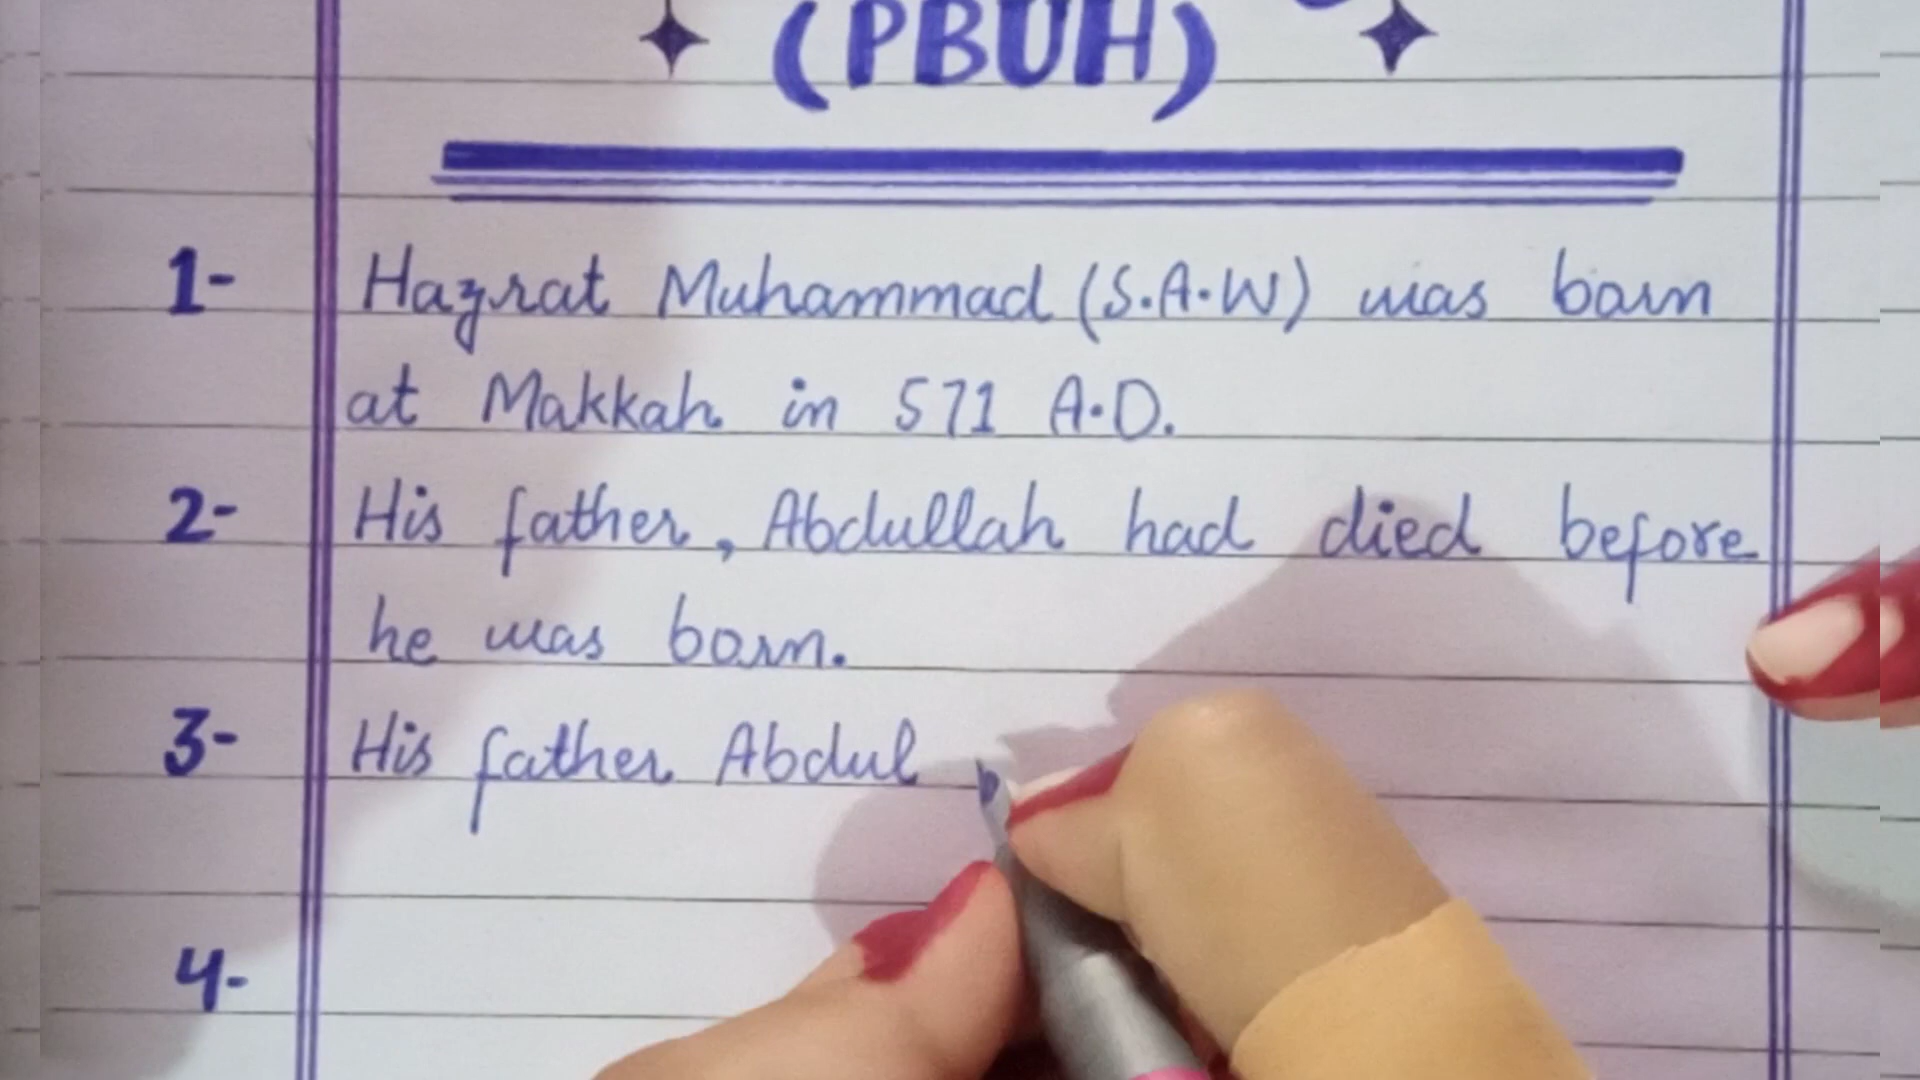 (PBUH)
1- Hazrat Muhammad (S.A.W) was born
at Makkah in 571 A.D.
2- His father, Abdullah had died before
he was born.
3- His father Abdul
4-